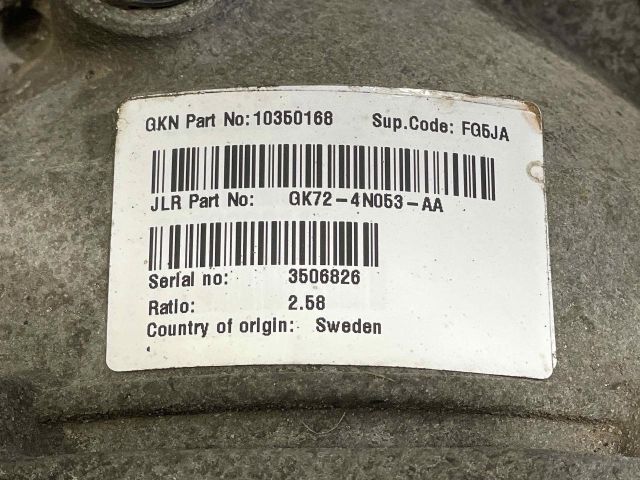 GKN Part No: 10350168 Sup.Code: FG5JA
JLR Part No: GK72-4N053-AA
Serial no: 3506826
Ratio: 2.58
Country of origin: Sweden